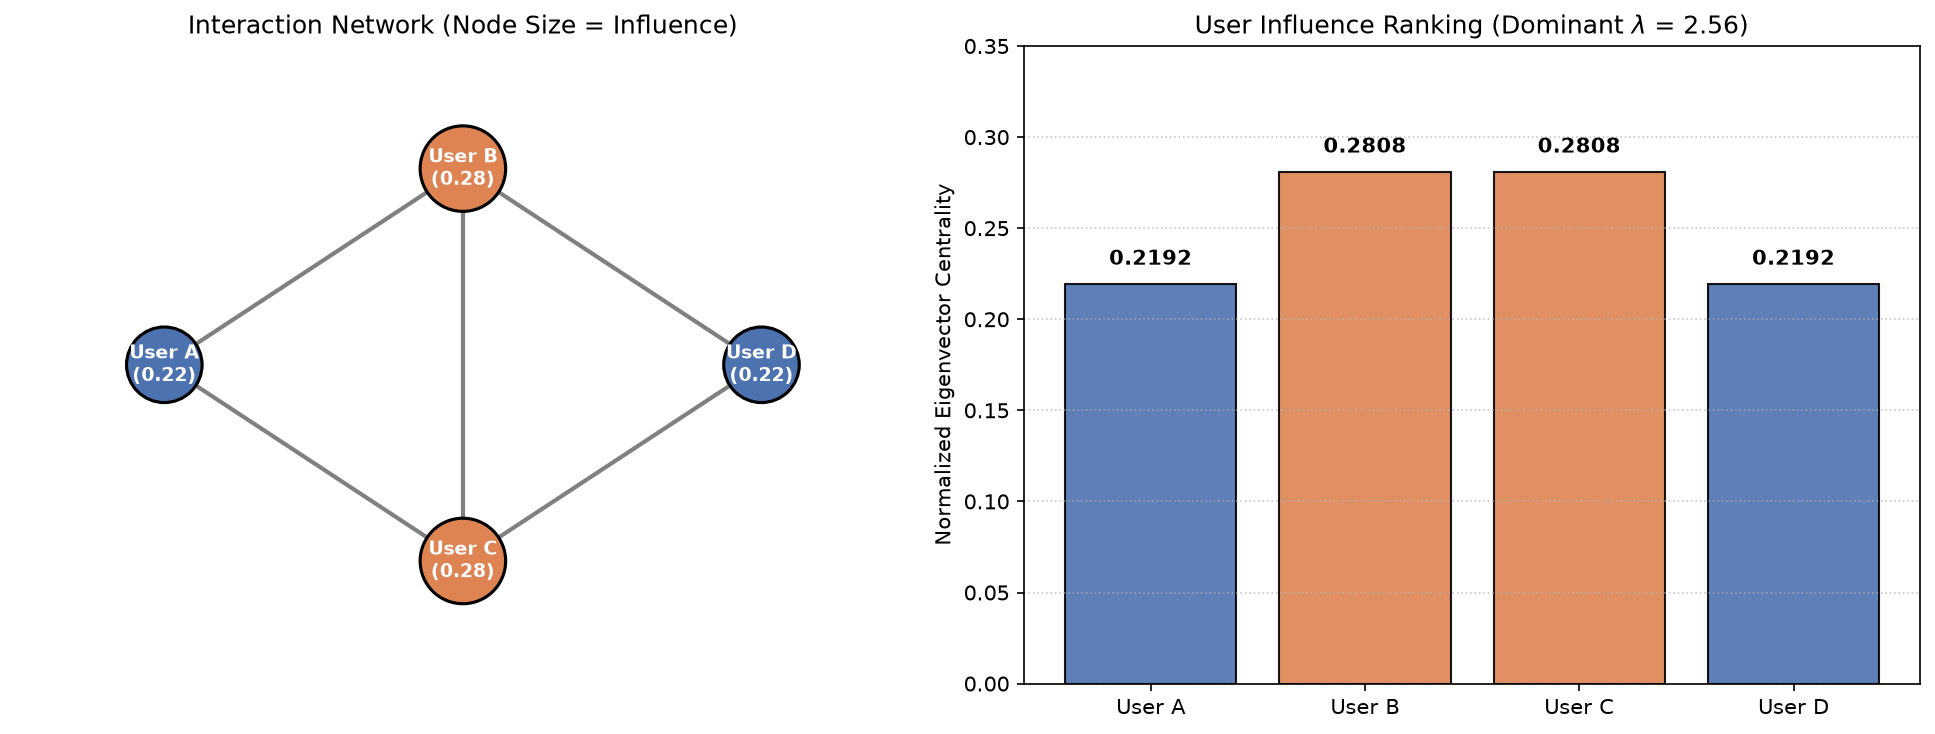 Interaction Network (Node Size = Influence)
User B
(0.28)
User A
(0.22)
User D
(0.22)
User C
(0.28)
User Influence Ranking (Dominant λ = 2.56)
Normalized Eigenvector Centrality
0.35
0.30
0.25
0.20
0.15
0.10
0.05
0.00
0.2192
0.2808
0.2808
0.2192
User A
User B
User C
User D